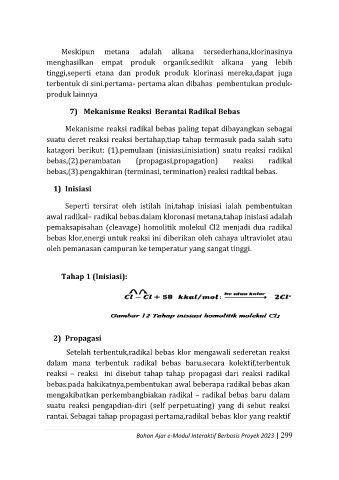 Meskipun metana adalah alkana tersederhana,klorinasinya
menghasilkan empat produk organik.sedikit alkana yang lebih
tinggi,seperti etana dan produk produk klorinasi mereka,dapat juga
terbentuk di sini.pertama- pertama akan dibahas pembentukan produk-
produk lainnya
7) Mekanisme Reaksi Berantai Radikal Bebas
Mekanisme reaksi radikal bebas paling tepat dibayangkan sebagai
suatu deret reaksi reaksi bertahap,tiap tahap termasuk pada salah satu
katagori berikut: (1).pemulaan (inisiasi,inisiation) suatu reaksi radikal
bebas,(2).perambatan (propagasi,propagation) reaksi radikal
bebas,(3).pengakhiran (terminasi, termination) reaksi radikal bebas.
1) Inisiasi
Seperti tersirat oleh istilah ini,tahap inisiasi ialah pembentukan
awal radikal– radikal bebas.dalam kloronasi metana,tahap inisiasi adalah
pemaksapisahan (cleavage) homolitik molekul Cl2 menjadi dua radikal
bebas klor,energi untuk reaksi ini diberikan oleh cahaya ultraviolet atau
oleh pemanasan campuran ke temperatur yang sangat tinggi.
Tahap 1 (Inisiasi):
Cl – Cl + 58 kkal/mol: hv atau kalor → 2Cl·
Gambar 12 Tahap inisiasi homolitik molekul Cl₂
2) Propagasi
Setelah terbentuk,radikal bebas klor mengawali sederetan reaksi
dalam mana terbentuk radikal bebas baru.secara kolektif,terbentuk
reaksi – reaksi ini disebut tahap tahap propagasi dari reaksi radikal
bebas.pada hakikatnya,pembentukan awal beberapa radikal bebas akan
mengakibatkan perkembangbiakan radikal – radikal bebas baru dalam
suatu reaksi pengapdian-diri (self perpetuating) yang di sebut reaksi
rantai. Sebagai tahap propagasi pertama,radikal bebas klor yang reaktif
Bahan Ajar e-Modul Interaktif Berbasis Proyek 2023 | 299